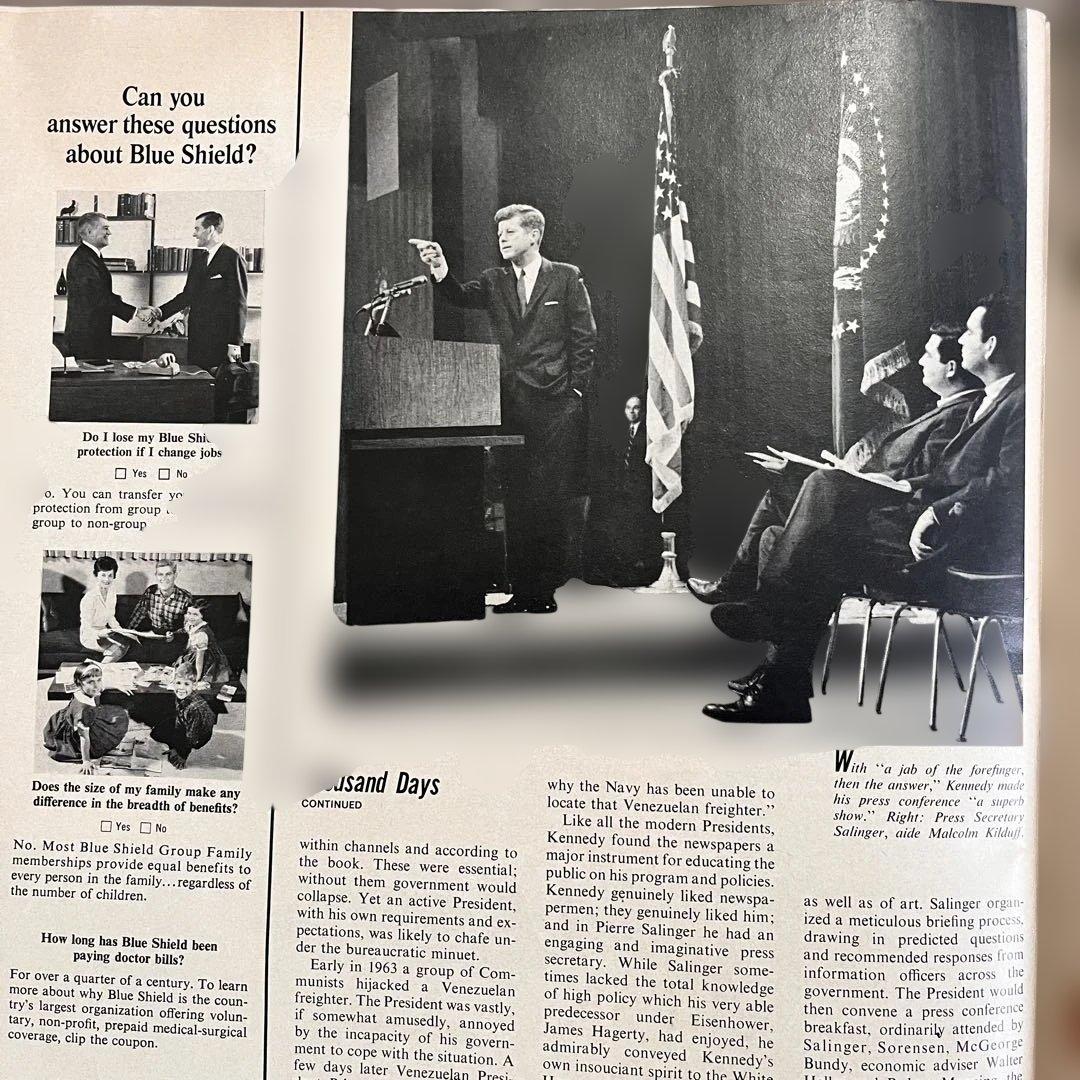 Can you
answer these questions
about Blue Shield?
Do I lose my Blue
protection if I change jobs
Yes No
You can transfer
protection from group
group to non-group
Does the size of my family make any
difference in the breadth of benefits?
Yes No
No. Most Blue Shield Group Family
memberships provide equal benefits to
every person in the family...regardless of
the number of children.
How long has Blue Shield been
paying doctor bills?
For over a quarter of a century. To learn
more about why Blue Shield is the coun-
try's largest organization offering volun-
tary, non-profit, prepaid medical-surgical
coverage, clip the coupon.
Days
CONTINUED
within channels and according to
the book. These were essential;
without them government would
collapse. Yet an active President,
with his own requirements and ex-
pectations, was likely to chafe un-
der the bureaucratic minuet.
Early in 1963 a group of Com-
munists hijacked a Venezuelan
freighter. The President was vastly,
if somewhat amusedly, annoyed
by the incapacity of his govern-
ment to cope with the situation. A
few days later Venezuelan Presi-
why the Navy has been unable to
locate that Venezuelan freighter."
Like all the modern Presidents,
Kennedy found the newspapers a
major instrument for educating the
public on his program and policies.
Kennedy genuinely liked newspa-
permen; they genuinely liked him;
and in Pierre Salinger he had an
engaging and imaginative press
secretary. While Salinger some-
times lacked the total knowledge
of high policy which his very able
predecessor under Eisenhower,
James Hagerty, had enjoyed, he
admirably conveyed Kennedy's
own insouciant spirit to the White
With "a jab of the forefinger,
then the answer," Kennedy made
his press conference "a superb
show." Right: Press Secretary
Salinger, aide Malcolm Kilduff.
as well as of art. Salinger organ-
ized a meticulous briefing process,
drawing in predicted questions
and recommended responses from
information officers across the
government. The President would
then convene a press conference
breakfast, ordinarily attended by
Salinger, Sorensen, McGeorge
Bundy, economic adviser Walter
the